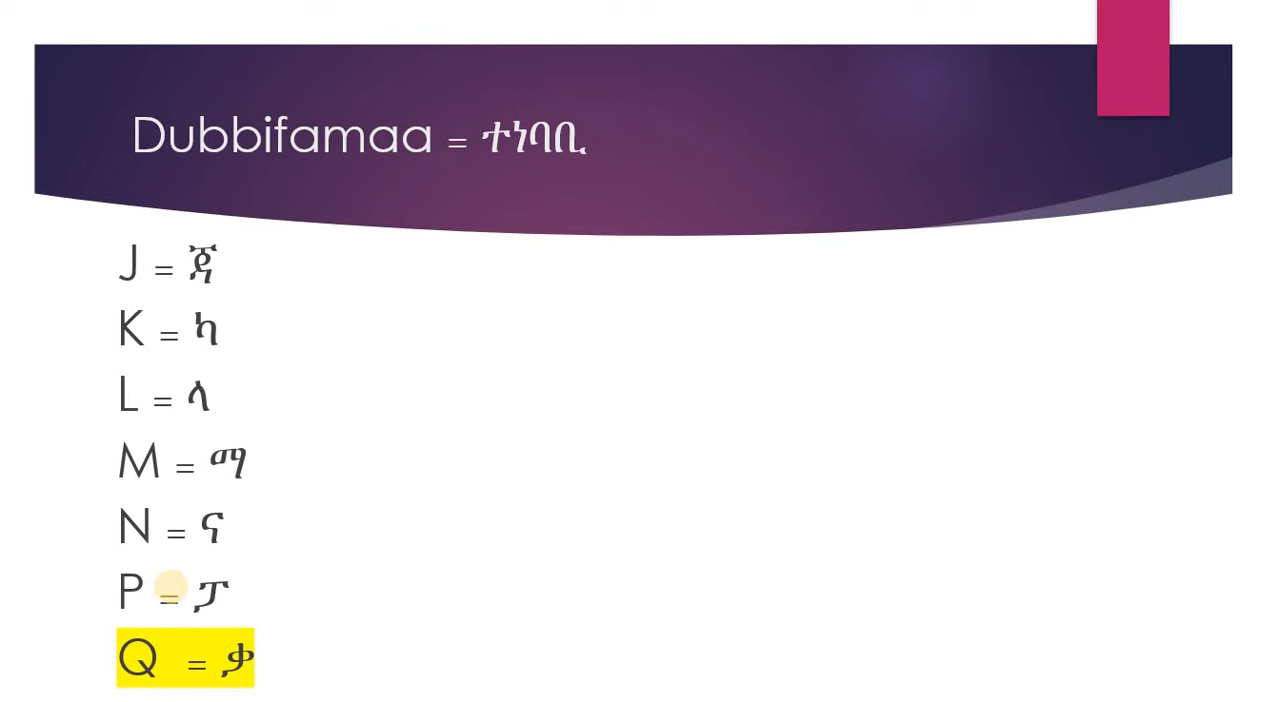 Dubbifamaa = ተነባቢ
J = ጃ
K = ካ
L = ላ
M = ማ
N = ና
P = ፓ
Q = ቃ